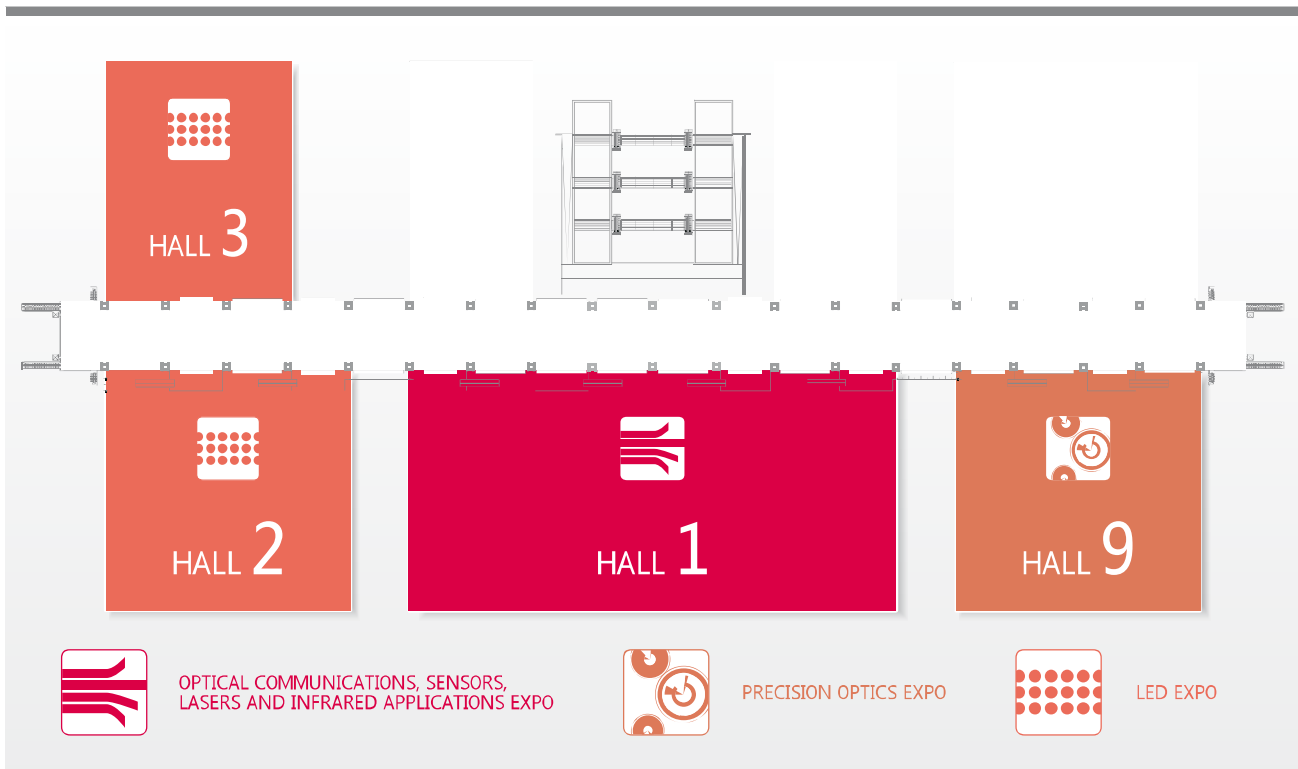 HALL 3
HALL 2
HALL 1
HALL 9
OPTICAL COMMUNICATIONS, SENSORS,
LASERS AND INFRARED APPLICATIONS EXPO
PRECISION OPTICS EXPO
LED EXPO